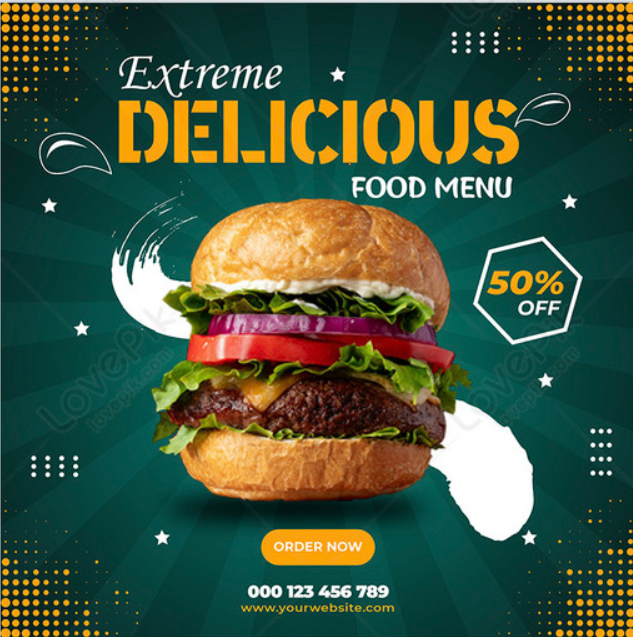 Extreme
DELICIOUS
FOOD MENU
50%
OFF
ORDER NOW
000 123 456 789
www.yourwebsite.com